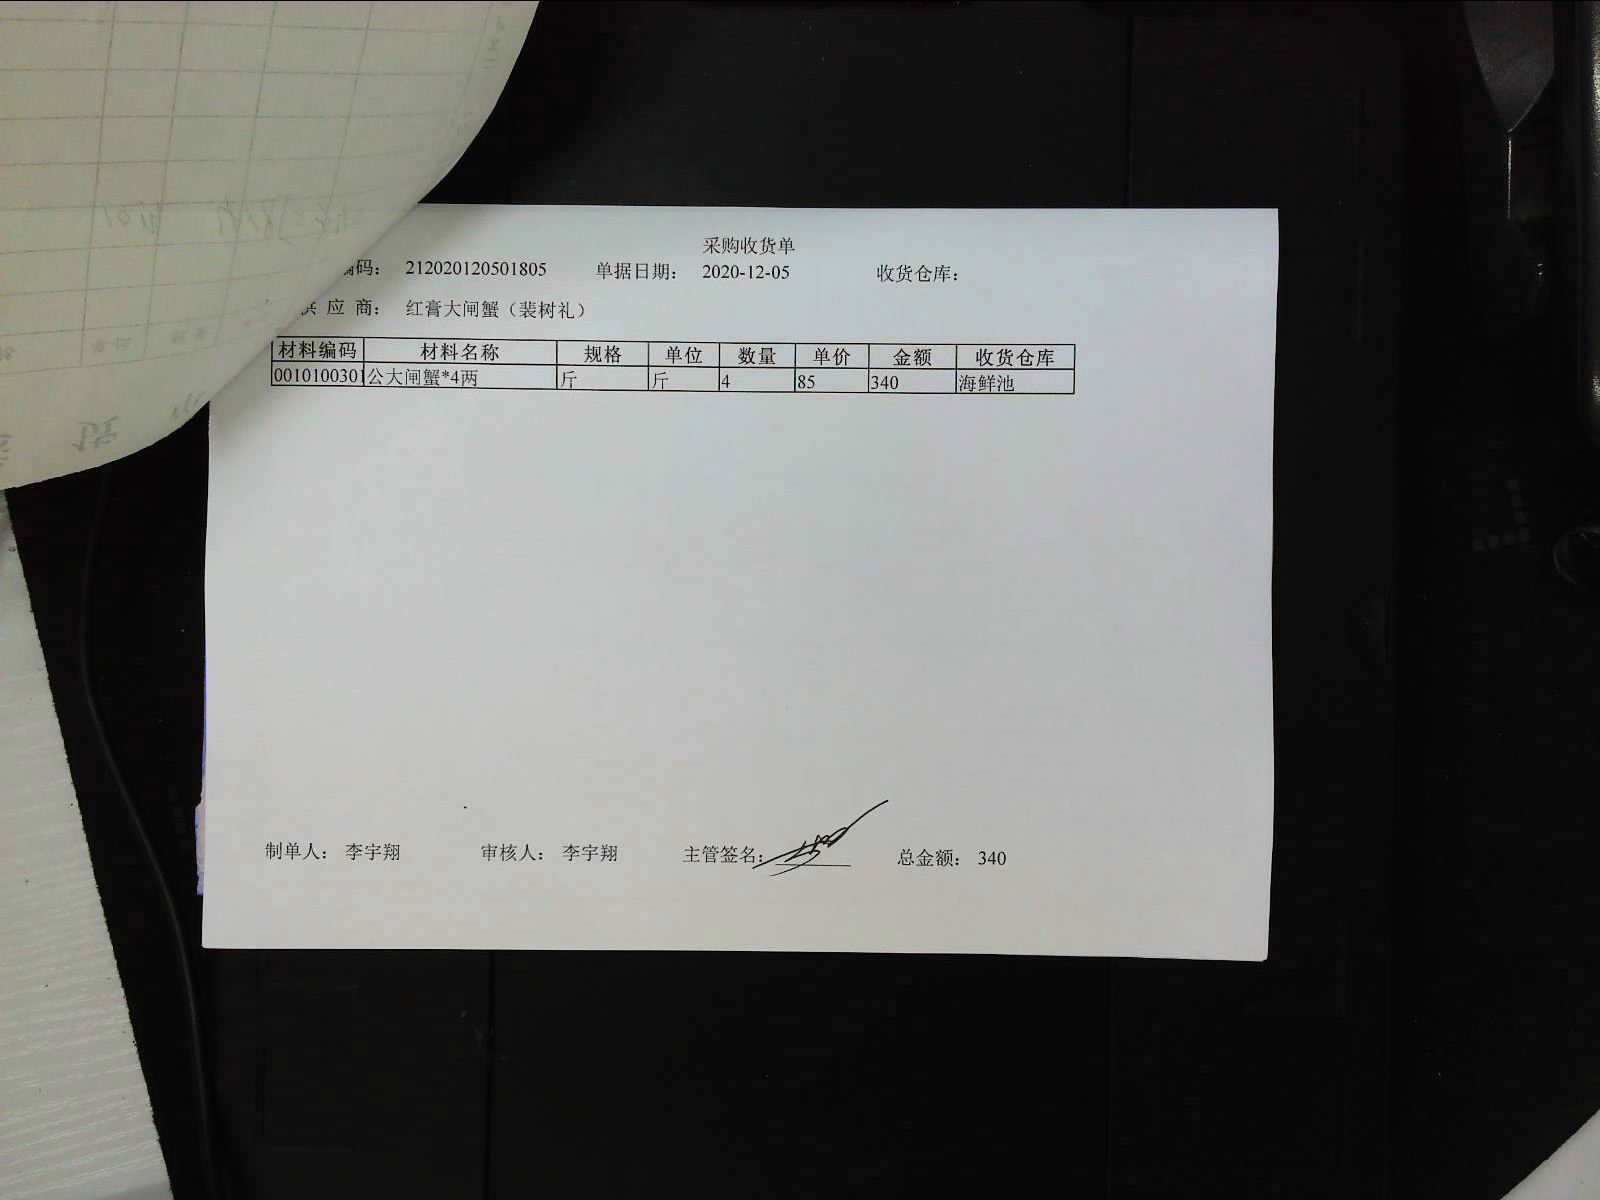 采购收货单
编码： 212020120501805 单据日期： 2020-12-05 收货仓库：
供 应 商： 红膏大闸蟹（裴树礼）
材料编码 材料名称 规格 单位 数量 单价 金额 收货仓库
0010100301 公大闸蟹*4两 斤 斤 4 85 340 海鲜池
制单人： 李宇翔 审核人： 李宇翔 主管签名： 总金额： 340